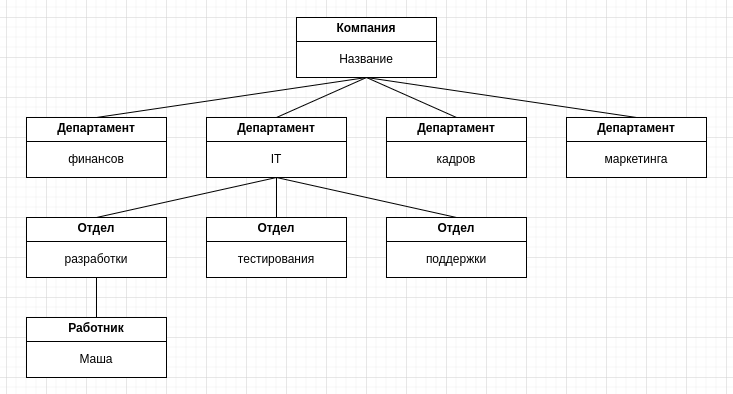 Компания
Название
Департамент
финансов
Департамент
IT
Департамент
кадров
Департамент
маркетинга
Отдел
разработки
Отдел
тестирования
Отдел
поддержки
Работник
Маша